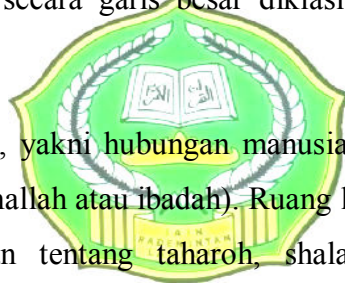 secara garis besar diklasi
, yakni hubungan manusia
nallah atau ibadah). Ruang l
n tentang taharoh, shala